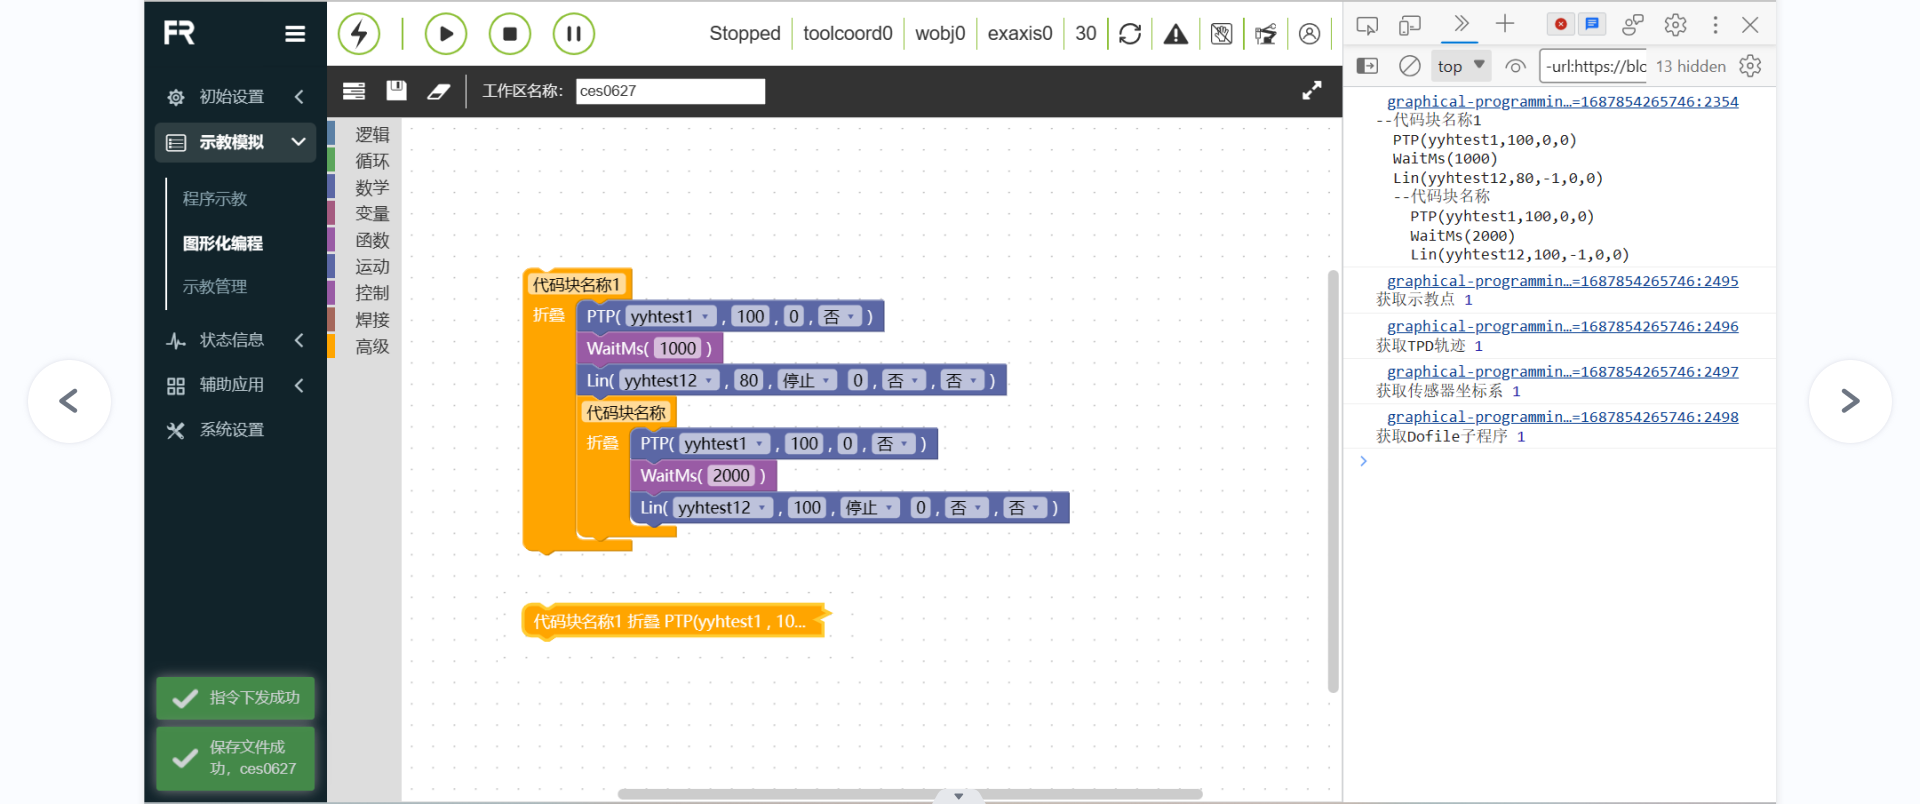 FR
Stopped
toolcoord0
wobj0
exaxis0
30
工作区名称:
ces0627
初始设置
示教模拟
程序示教
图形化编程
示教管理
状态信息
辅助应用
系统设置
指令下发成功
保存文件成
功，ces0627
逻辑
循环
数学
变量
函数
运动
控制
焊接
高级
代码块名称1
折叠
PTP( yyhtest1 , 100 , 0 , 否 )
WaitMs( 1000 )
Lin( yyhtest12 , 80 , 停止 0 , 否 , 否 )
代码块名称
折叠
PTP( yyhtest1 , 100 , 0 , 否 )
WaitMs( 2000 )
Lin( yyhtest12 , 100 , 停止 0 , 否 , 否 )
代码块名称1 折叠 PTP(yyhtest1 , 10...
top
-url:https://blc
13 hidden
graphical-programmin…=1687854265746:2354
--代码块名称1
PTP(yyhtest1,100,0,0)
WaitMs(1000)
Lin(yyhtest12,80,-1,0,0)
--代码块名称
PTP(yyhtest1,100,0,0)
WaitMs(2000)
Lin(yyhtest12,100,-1,0,0)
graphical-programmin…=1687854265746:2495
获取示教点 1
graphical-programmin…=1687854265746:2496
获取TPD轨迹 1
graphical-programmin…=1687854265746:2497
获取传感器坐标系 1
graphical-programmin…=1687854265746:2498
获取Dofile子程序 1